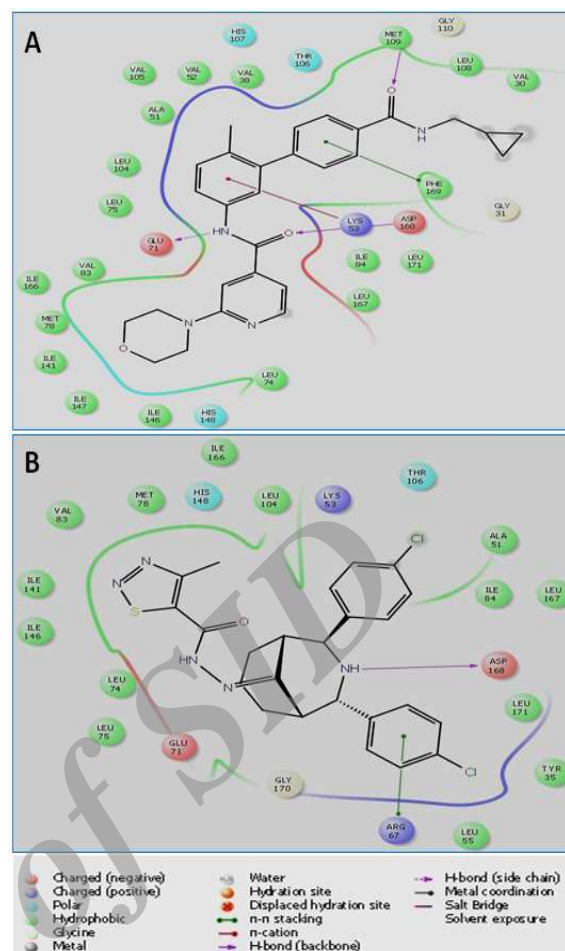 A
HIS 107
GLY 110
MET 109
THR 106
VAL 105
VAL 52
VAL 38
LEU 108
VAL 30
ALA 51
O
N
H
LEU 104
PHE 169
LEU 75
GLY 31
LYS 53
ASP 168
GLU 71
HN
O
ILE 84
LEU 171
VAL 83
ILE 166
LEU 167
MET 78
N
N
O
ILE 141
LEU 74
ILE 147
ILE 146
HIS 148
B
ILE 166
THR 106
MET 78
HIS 148
LEU 104
LYS 53
VAL 83
Cl
ALA 51
N
N
S
O
ILE 141
ILE 84
LEU 167
ILE 146
HN
N
NH
ASP 168
LEU 74
LEU 171
LEU 75
GLU 71
GLY 170
Cl
TYR 35
ARG 67
LEU 55
of SID
Charged (negative) Water H-bond (side chain)
Charged (positive) Hydration site Metal coordination
Polar Displaced hydration site Salt Bridge
Hydrophobic π-π stacking Solvent exposure
Glycine π-cation
Metal H-bond (backbone)